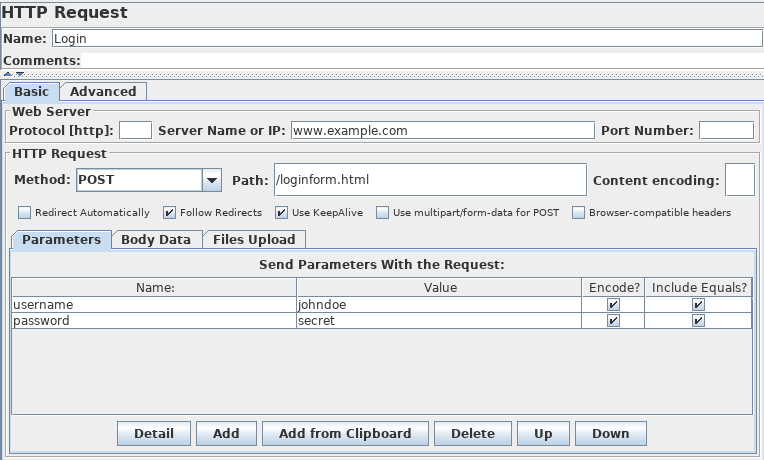 HTTP Request
Name: Login
Comments:
Basic Advanced
Web Server
Protocol [http]: Server Name or IP: www.example.com Port Number:
HTTP Request
Method: POST Path: /loginform.html Content encoding:
Redirect Automatically Follow Redirects Use KeepAlive Use multipart/form-data for POST Browser-compatible headers
Parameters Body Data Files Upload
Send Parameters With the Request:
Name: Value Encode? Include Equals?
username johndoe
password secret
Detail Add Add from Clipboard Delete Up Down